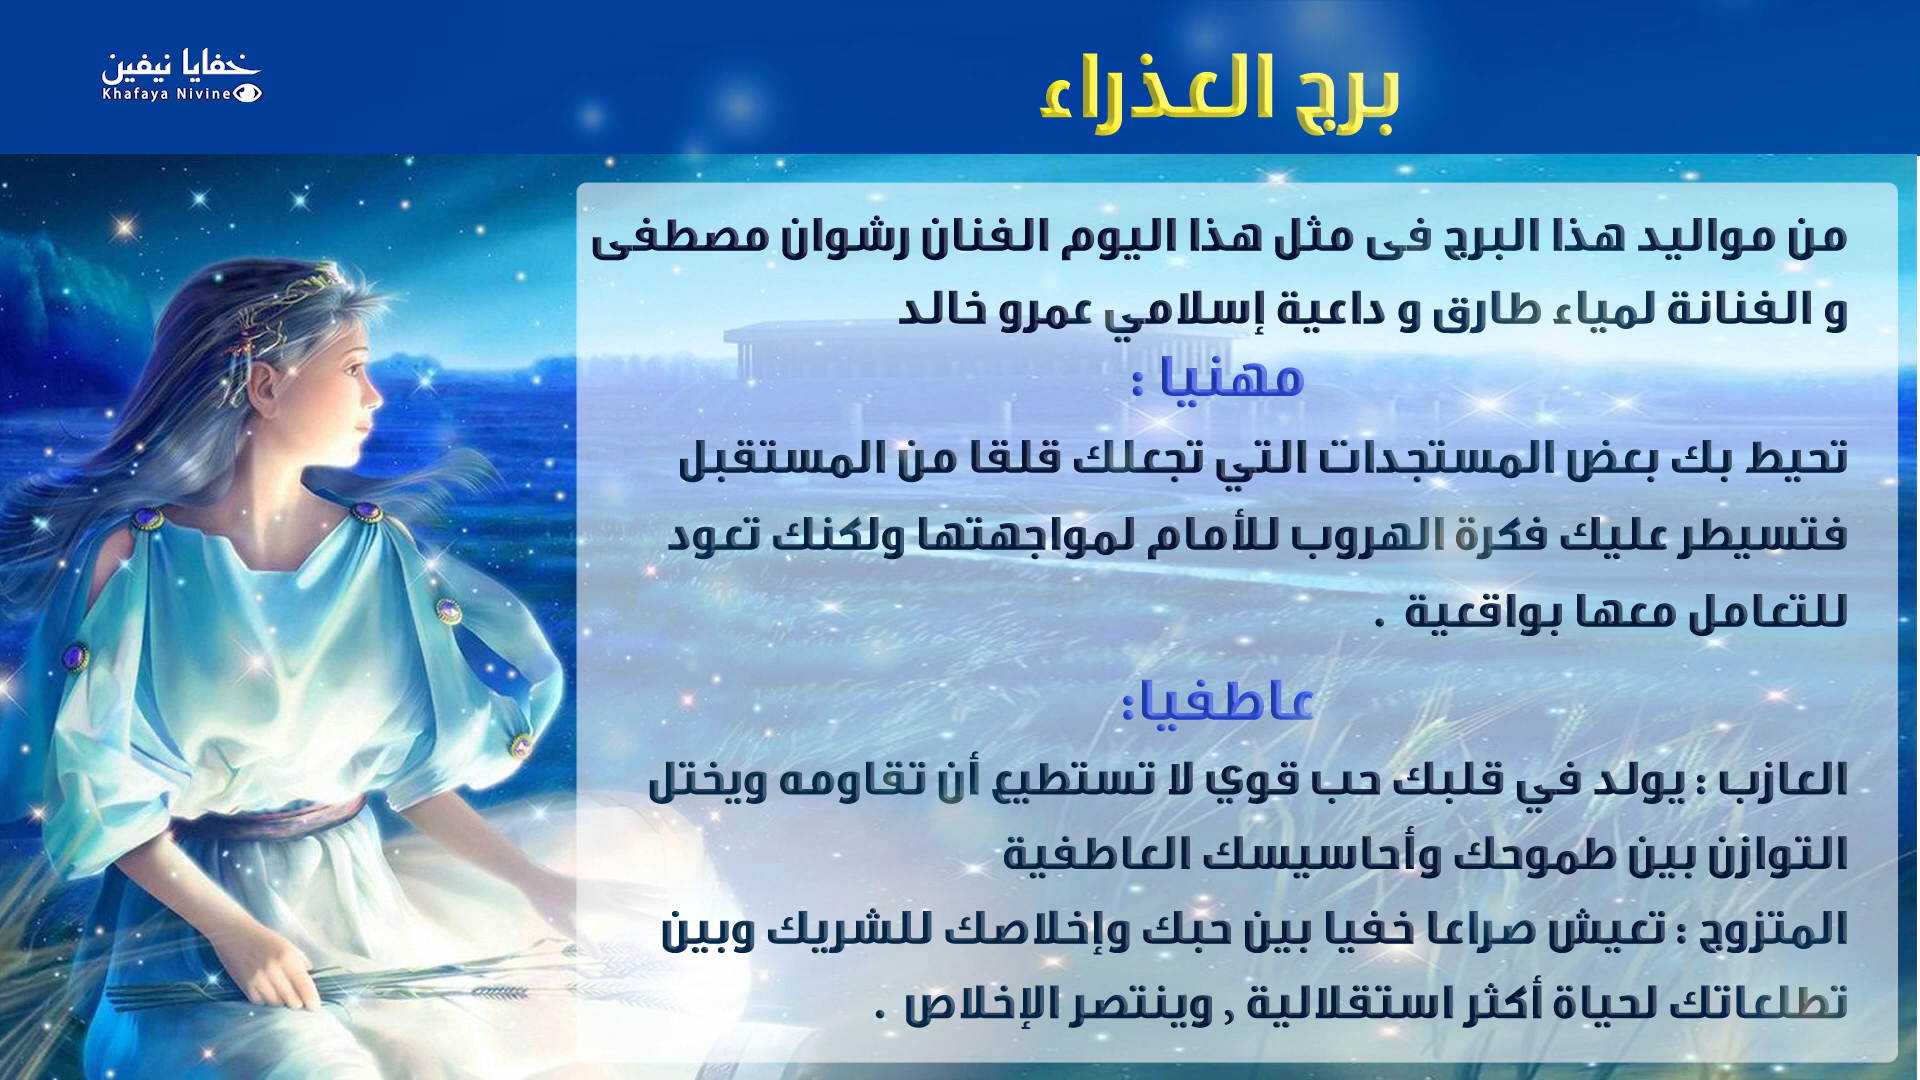 خفايا نيفين
Khafaya Nivine
برج العذراء
من مواليد هذا البرج فى مثل هذا اليوم الفنان رشوان مصطفى
و الفنانة لمياء طارق و داعية إسلامي عمرو خالد
مهنيا :
تحيط بك بعض المستجدات التي تجعلك قلقا من المستقبل
فتسيطر عليك فكرة الهروب للأمام لمواجهتها ولكنك تعود
للتعامل معها بواقعية .
عاطفيا:
العازب : يولد في قلبك حب قوي لا تستطيع أن تقاومه ويختل
التوازن بين طموحك وأحاسيسك العاطفية
المتزوج : تعيش صراعا خفيا بين حبك وإخلاصك للشريك وبين
تطلعاتك لحياة أكثر استقلالية , وينتصر الإخلاص .